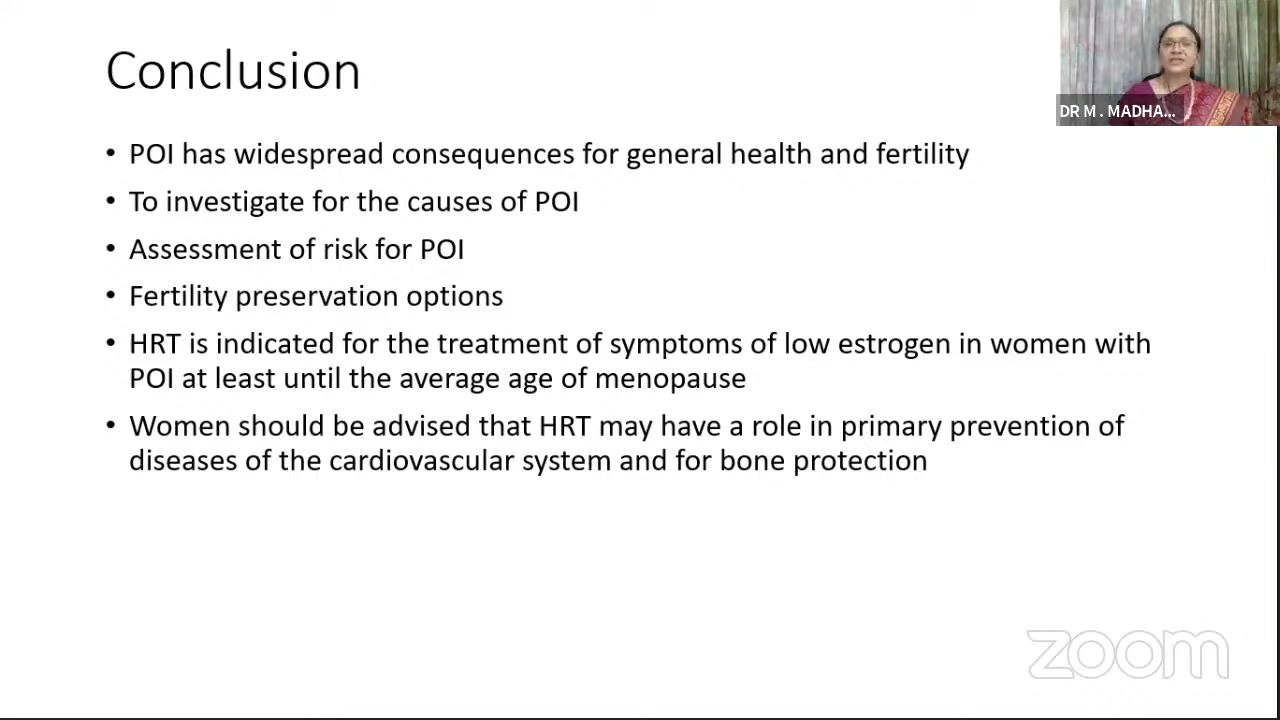 Conclusion
DR M . MADHA...
• POI has widespread consequences for general health and fertility
• To investigate for the causes of POI
• Assessment of risk for POI
• Fertility preservation options
• HRT is indicated for the treatment of symptoms of low estrogen in women with
POI at least until the average age of menopause
• Women should be advised that HRT may have a role in primary prevention of
diseases of the cardiovascular system and for bone protection
zoom